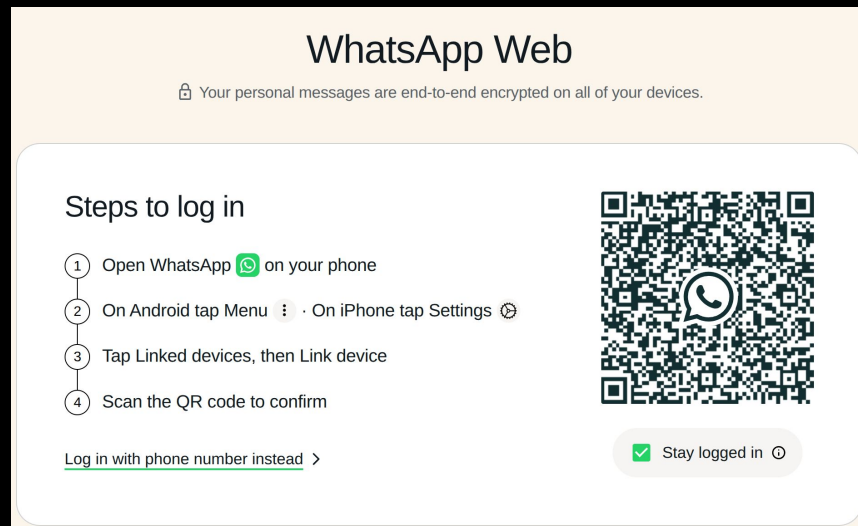 WhatsApp Web
Your personal messages are end-to-end encrypted on all of your devices.
Steps to log in
1 Open WhatsApp on your phone
2 On Android tap Menu · On iPhone tap Settings
3 Tap Linked devices, then Link device
4 Scan the QR code to confirm
Log in with phone number instead
Stay logged in